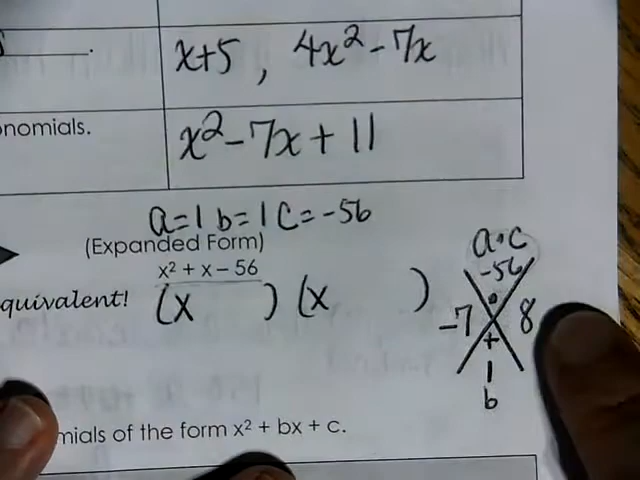 x+5, 4x² - 7x
nomials.
x² - 7x + 11
a=1 b=1 c=-56
(Expanded Form)
x² + x – 56
quivalent!
(x ) (x )
a·c
-56
·
-7 8
+
1
b
mials of the form x² + bx + c.